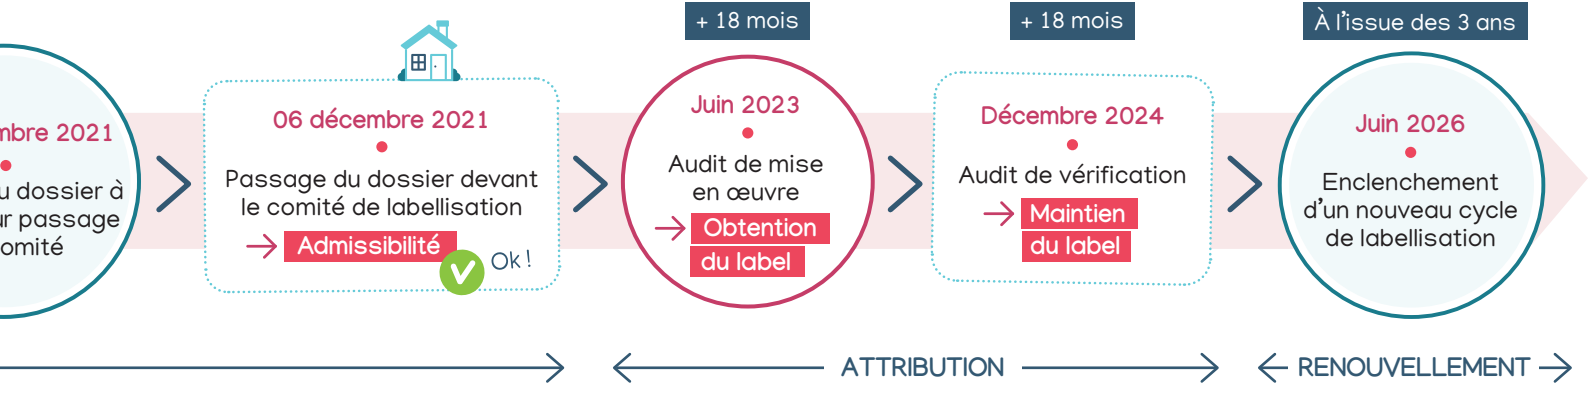 + 18 mois
+ 18 mois
À l'issue des 3 ans
2021
dossier à
passage
06 décembre 2021
Passage du dossier devant
le comité de labellisation
Admissibilité
Ok !
Juin 2023
Audit de mise
en œuvre
Obtention
du label
Décembre 2024
Audit de vérification
Maintien
du label
Juin 2026
Enclenchement
d'un nouveau cycle
de labellisation
ATTRIBUTION
RENOUVELLEMENT